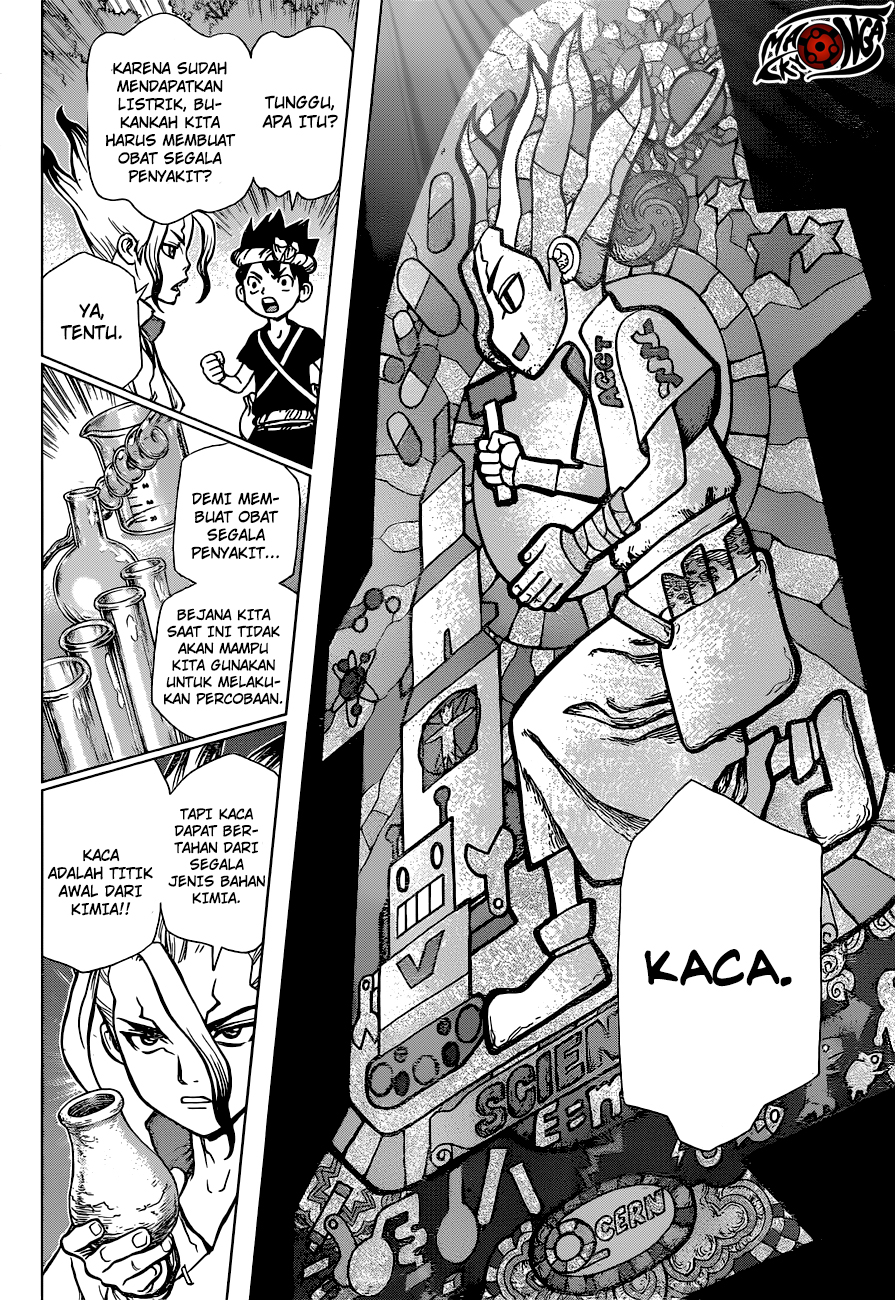 TUNGGU,
APA ITU?
KARENA SUDAH
MENDAPATKAN
LISTRIK, BU-
KANKAH KITA
HARUS MEMBUAT
OBAT SEGALA
PENYAKIT?
YA,
TENTU.
DEMI MEM-
BUAT OBAT
SEGALA
PENYAKIT...
BEJANA KITA
SAAT INI TIDAK
AKAN MAMPU
KITA GUNAKAN
UNTUK MELAKU-
KAN PERCOBAAN.
TAPI KACA
DAPAT BER-
TAHAN DARI
SEGALA
JENIS BAHAN
KIMIA.
KACA
ADALAH TITIK
AWAL DARI
KIMIA!!
KACA.
AGCT
SCIEN
E=m
CERN